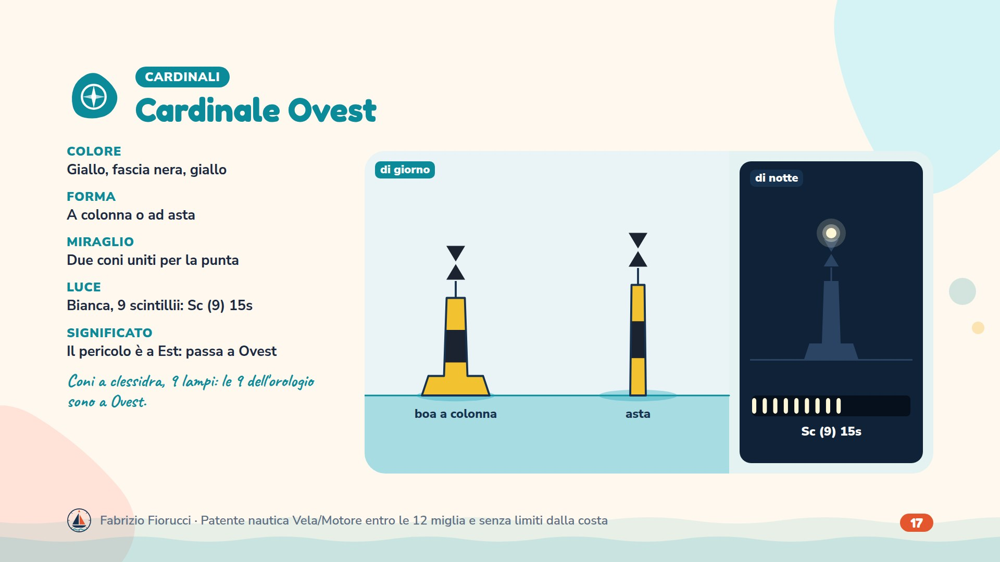 CARDINALI
Cardinale Ovest
COLORE
Giallo, fascia nera, giallo
FORMA
A colonna o ad asta
MIRAGLIO
Due coni uniti per la punta
LUCE
Bianca, 9 scintillii: Sc (9) 15s
SIGNIFICATO
Il pericolo è a Est: passa a Ovest
Coni a clessidra, 9 lampi: le 9 dell'orologio
sono a Ovest.
di giorno
boa a colonna
asta
di notte
Sc (9) 15s
Fabrizio Fiorucci · Patente nautica Vela/Motore entro le 12 miglia e senza limiti dalla costa
17